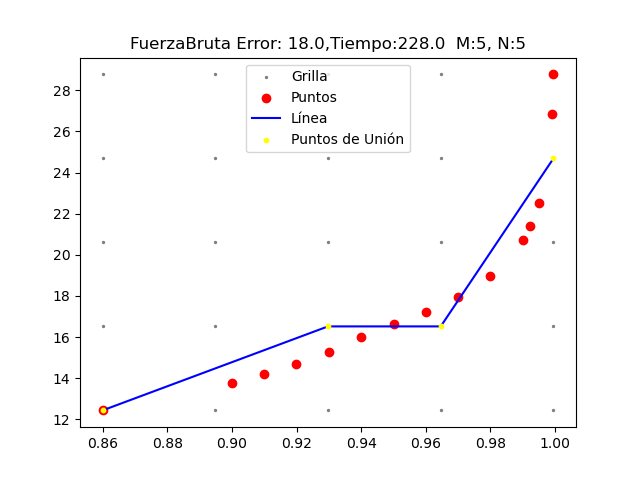 FuerzaBruta Error: 18.0,Tiempo:228.0  M:5, N:5
Grilla
Puntos
Línea
Puntos de Unión
28
26
24
22
20
18
16
14
12
0.86 0.88 0.90 0.92 0.94 0.96 0.98 1.00